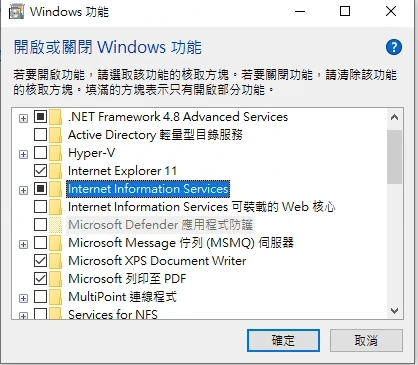 Windows 功能
開啟或關閉 Windows 功能
若要開啟功能，請選取該功能的核取方塊。若要關閉功能，請清除該功能
的核取方塊。填滿的方塊表示只有開啟部分功能。
.NET Framework 4.8 Advanced Services
Active Directory 輕量型目錄服務
Hyper-V
Internet Explorer 11
Internet Information Services
Internet Information Services 可裝載的 Web 核心
Microsoft Defender 應用程式防護
Microsoft Message 佇列 (MSMQ) 伺服器
Microsoft XPS Document Writer
Microsoft 列印至 PDF
MultiPoint 連線程式
Services for NFS
確定
取消